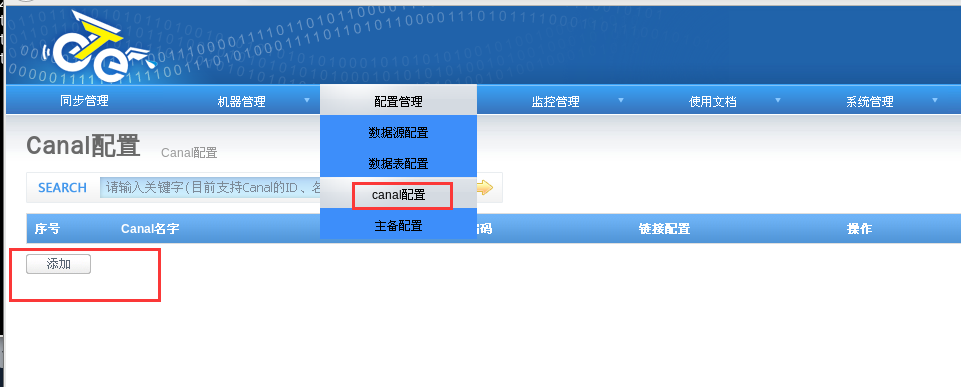 同步管理 机器管理 配置管理 监控管理 使用文档 系统管理
数据源配置
数据表配置
canal配置
主备配置
Canal配置 Canal配置
SEARCH 请输入关键字(目前支持Canal的ID、名
序号 Canal名字 码 链接配置 操作
添加